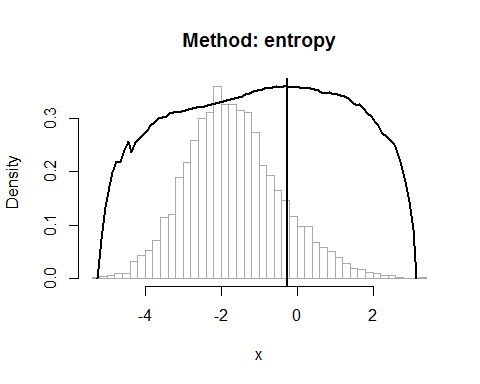 Method: entropy
Density
0.0 0.1 0.2 0.3
-4 -2 0 2
x